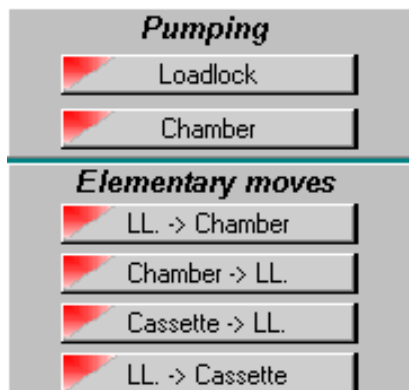 Pumping
Loadlock
Chamber
Elementary moves
LL. -> Chamber
Chamber -> LL.
Cassette -> LL.
LL. -> Cassette